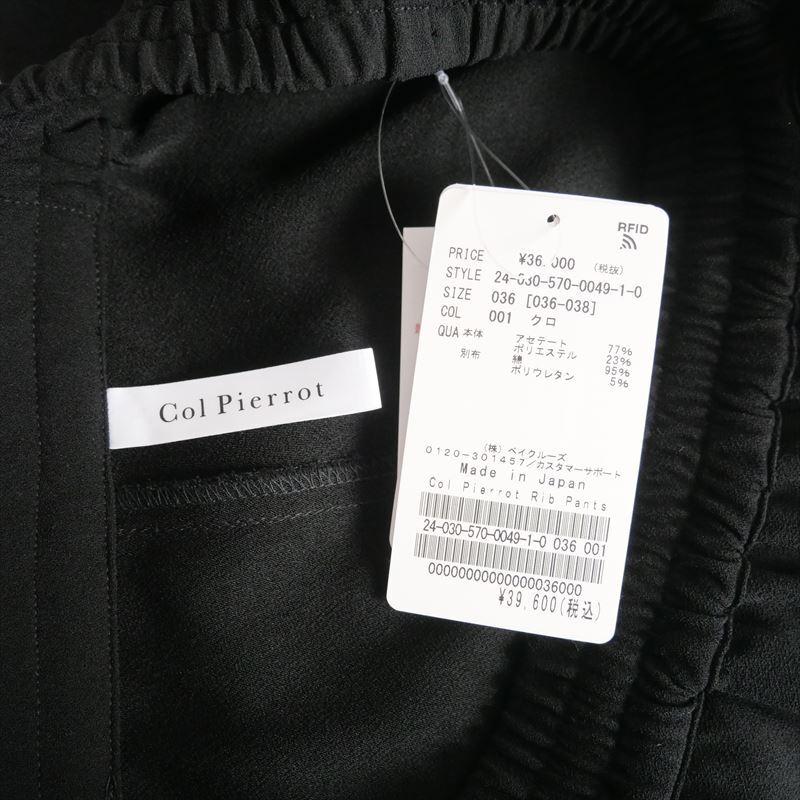 Col Pierrot
RFID
PRICE ¥36.000 (税抜)
STYLE 24-030-570-0049-1-0
SIZE 036 [036-038]
COL 001 クロ
QUA 本体 アセテート 77%
ポリエステル 23%
別布 綿 95%
ポリウレタン 5%
(株) ベイクルーズ
0120-301457/カスタマーサポート
Made in Japan
Col Pierrot Rib Pants
24-030-570-0049-1-0 036 001
00000000000000036000
¥39.600(税込)